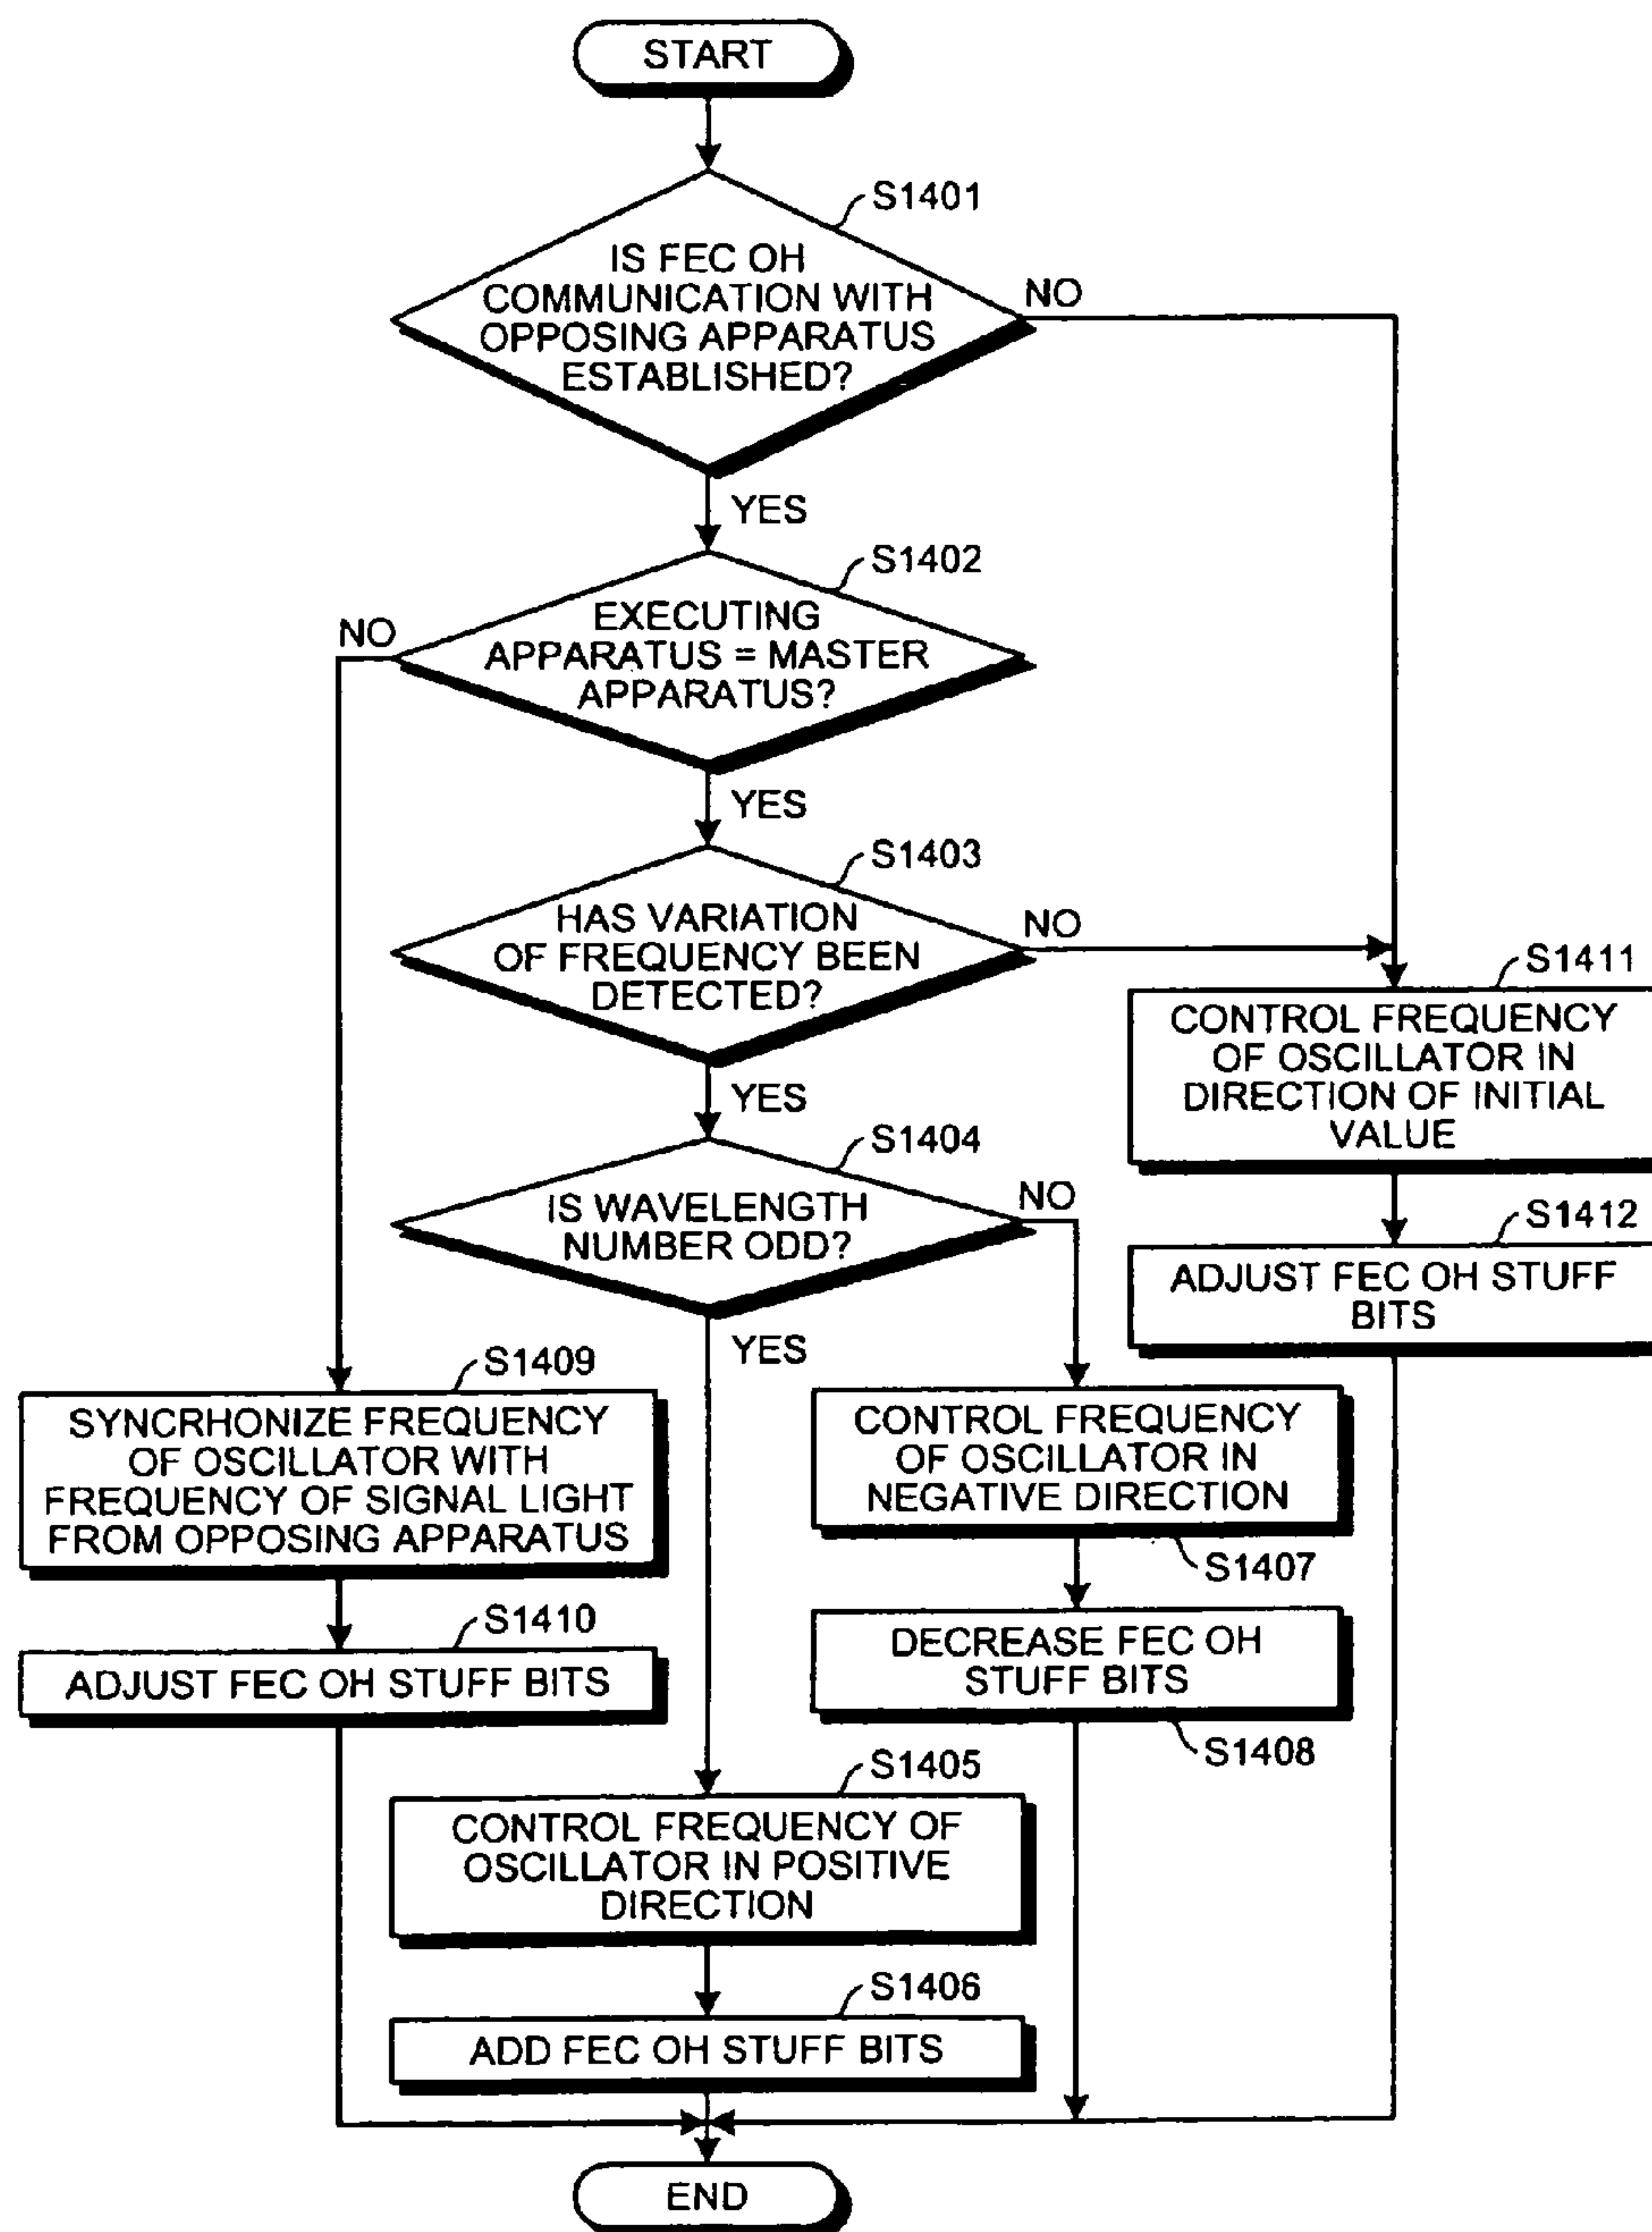 START
S1401
IS FEC OH
COMMUNICATION WITH
OPPOSING APPARATUS
ESTABLISHED?
NO
YES
S1402
EXECUTING
APPARATUS = MASTER
APPARATUS?
NO
YES
S1403
HAS VARIATION
OF FREQUENCY BEEN
DETECTED?
NO
YES
S1411
CONTROL FREQUENCY
OF OSCILLATOR IN
DIRECTION OF INITIAL
VALUE
S1404
IS WAVELENGTH
NUMBER ODD?
NO
YES
S1412
ADJUST FEC OH STUFF
BITS
S1409
SYNCRHONIZE FREQUENCY
OF OSCILLATOR WITH
FREQUENCY OF SIGNAL LIGHT
FROM OPPOSING APPARATUS
CONTROL FREQUENCY
OF OSCILLATOR IN
NEGATIVE DIRECTION
S1407
S1410
ADJUST FEC OH STUFF BITS
DECREASE FEC OH
STUFF BITS
S1408
S1405
CONTROL FREQUENCY OF
OSCILLATOR IN POSITIVE
DIRECTION
S1406
ADD FEC OH STUFF BITS
END